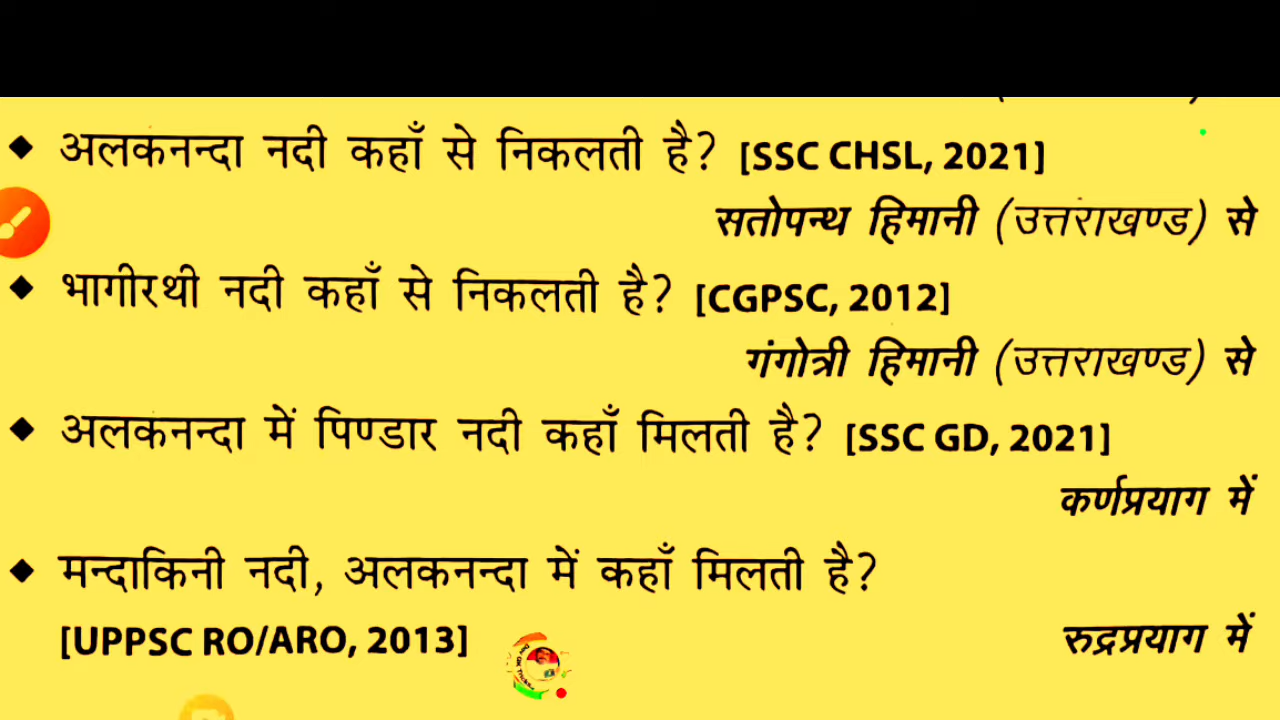 ◆ अलकनन्दा नदी कहाँ से निकलती है? [SSC CHSL, 2021]
सतोपन्थ हिमानी (उत्तराखण्ड) से
◆ भागीरथी नदी कहाँ से निकलती है? [CGPSC, 2012]
गंगोत्री हिमानी (उत्तराखण्ड) से
◆ अलकनन्दा में पिण्डार नदी कहाँ मिलती है? [SSC GD, 2021]
कर्णप्रयाग में
◆ मन्दाकिनी नदी, अलकनन्दा में कहाँ मिलती है?
[UPPSC RO/ARO, 2013] रुद्रप्रयाग में